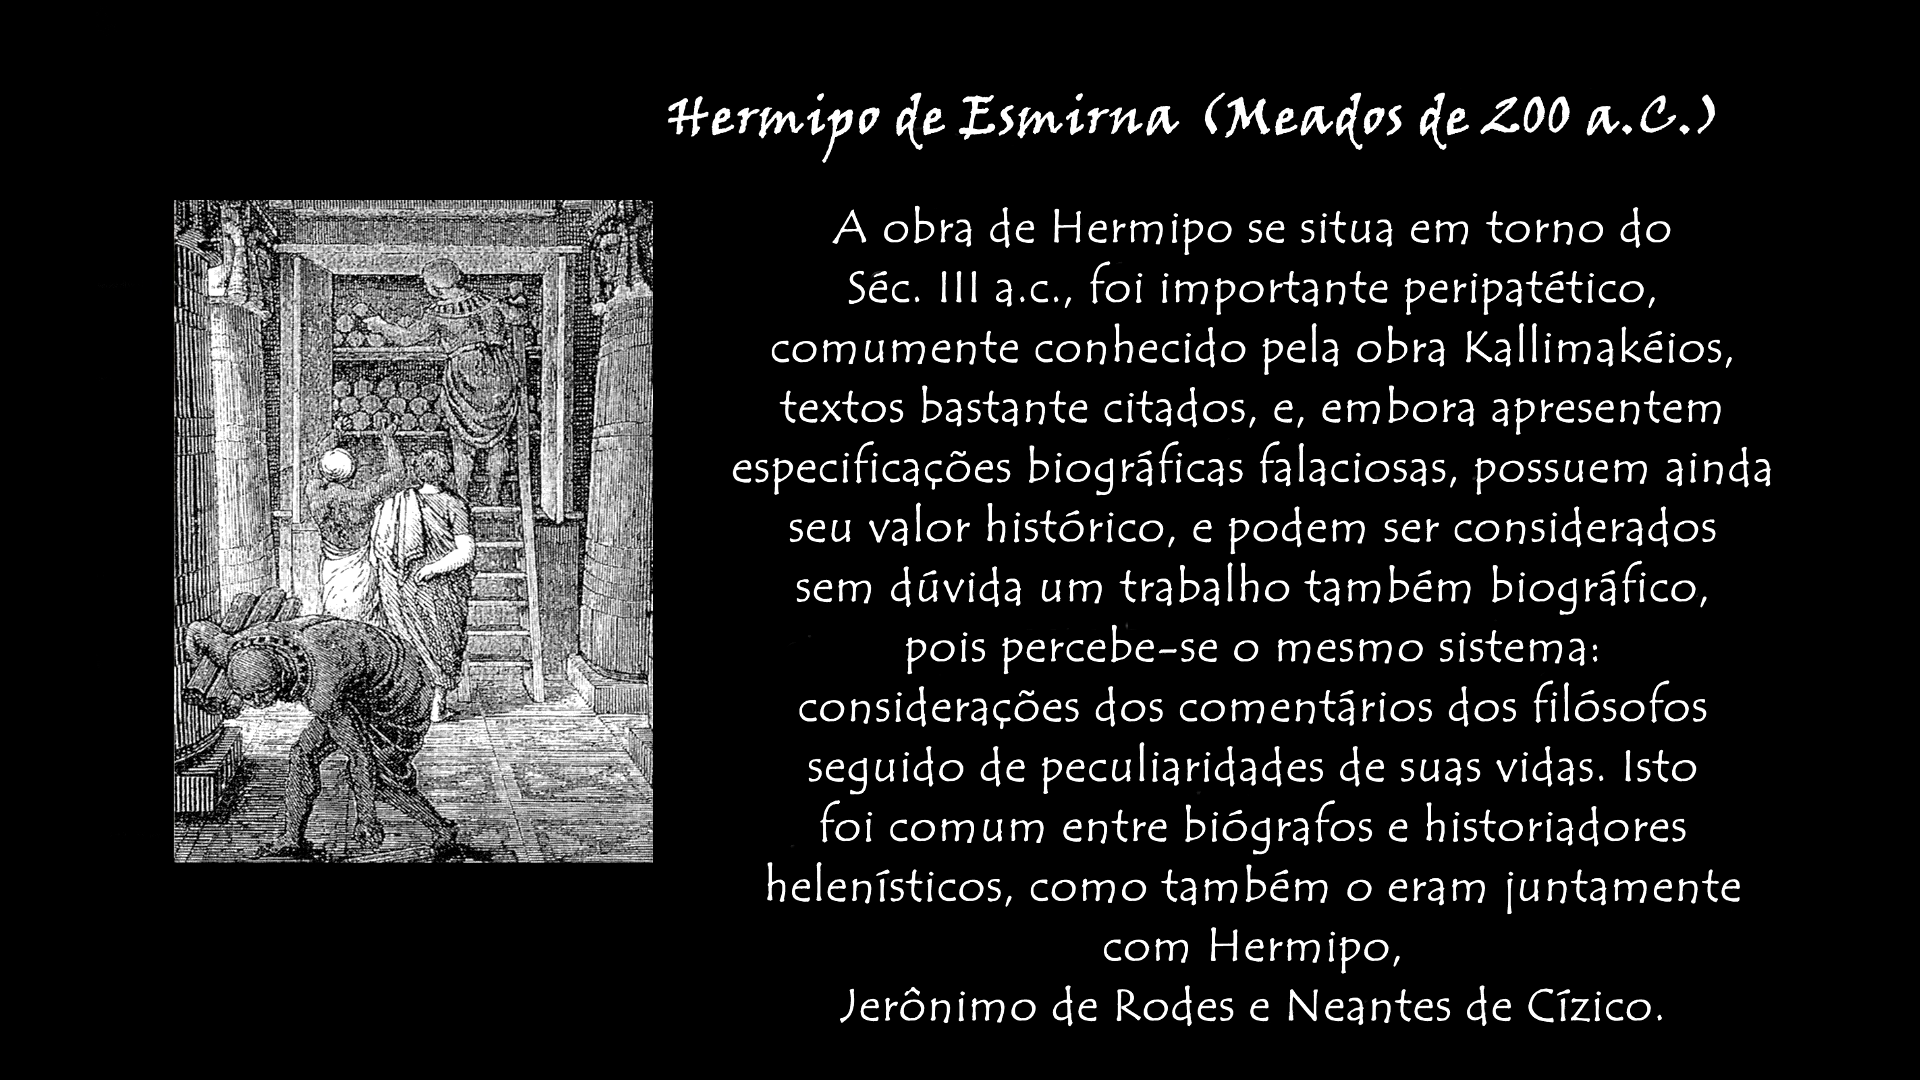 Hermipo de Esmirna (Meados de 200 a.C.)
A obra de Hermipo se situa em torno do
Séc. III a.c., foi importante peripatético,
comumente conhecido pela obra Kallimakéios,
textos bastante citados, e, embora apresentem
especificações biográficas falaciosas, possuem ainda
seu valor histórico, e podem ser considerados
sem dúvida um trabalho também biográfico,
pois percebe-se o mesmo sistema:
considerações dos comentários dos filósofos
seguido de peculiaridades de suas vidas. Isto
foi comum entre biógrafos e historiadores
helenísticos, como também o eram juntamente
com Hermipo,
Jerônimo de Rodes e Neantes de Cízico.